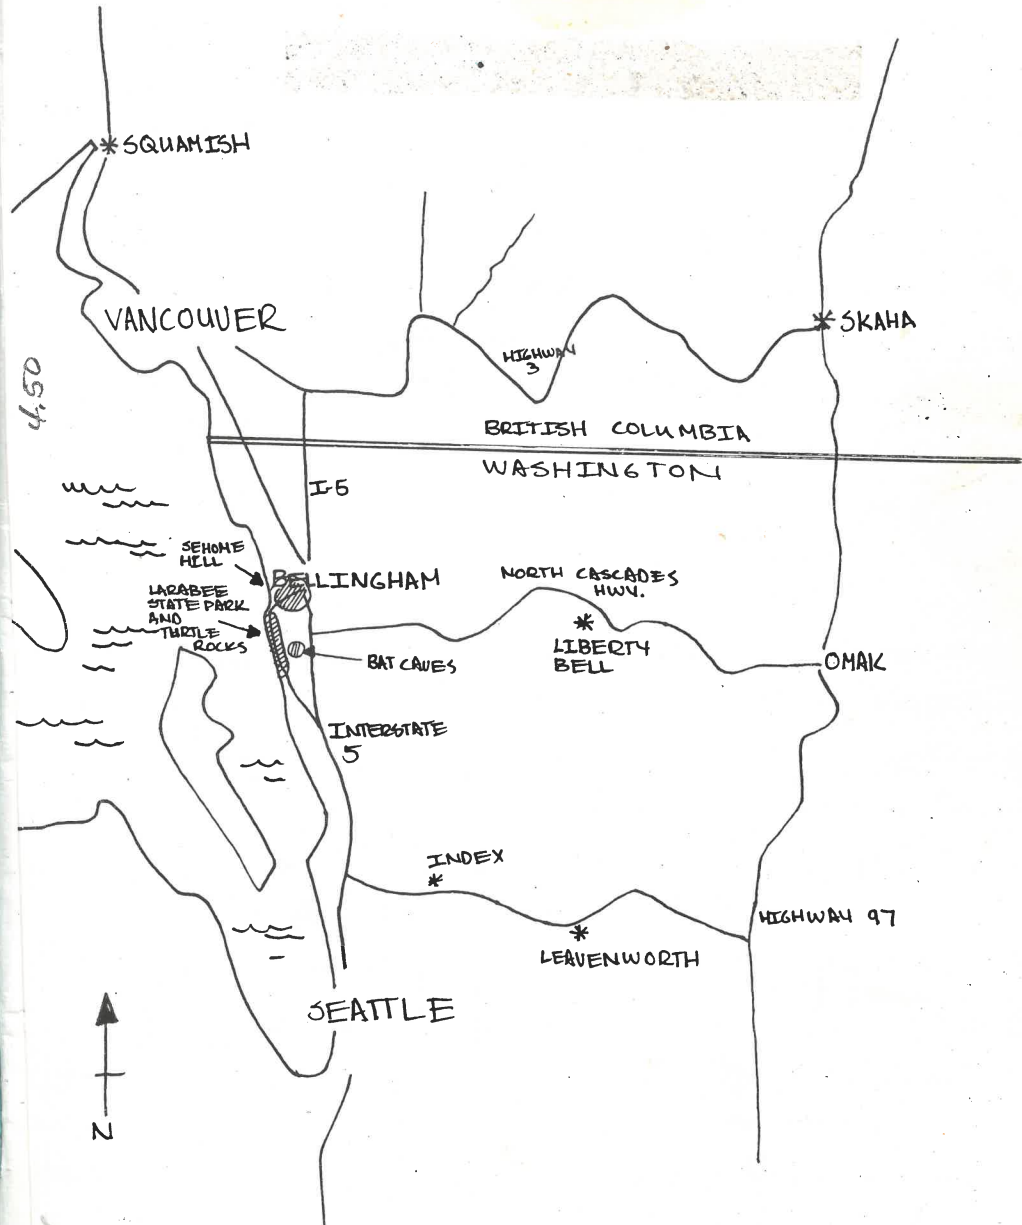 SQUAMISH
VANCOUVER
SKAHA
HIGHWAY
3
4.50
BRITISH COLUMBIA
WASHINGTON
I-5
SEHOME
HILL
BELLINGHAM
NORTH CASCADES
HWY.
LARABEE
STATE PARK
AND
TURTLE
ROCKS
BAT CAVES
LIBERTY
BELL
OMAK
INTERSTATE
5
INDEX
HIGHWAY 97
LEAVENWORTH
SEATTLE
N